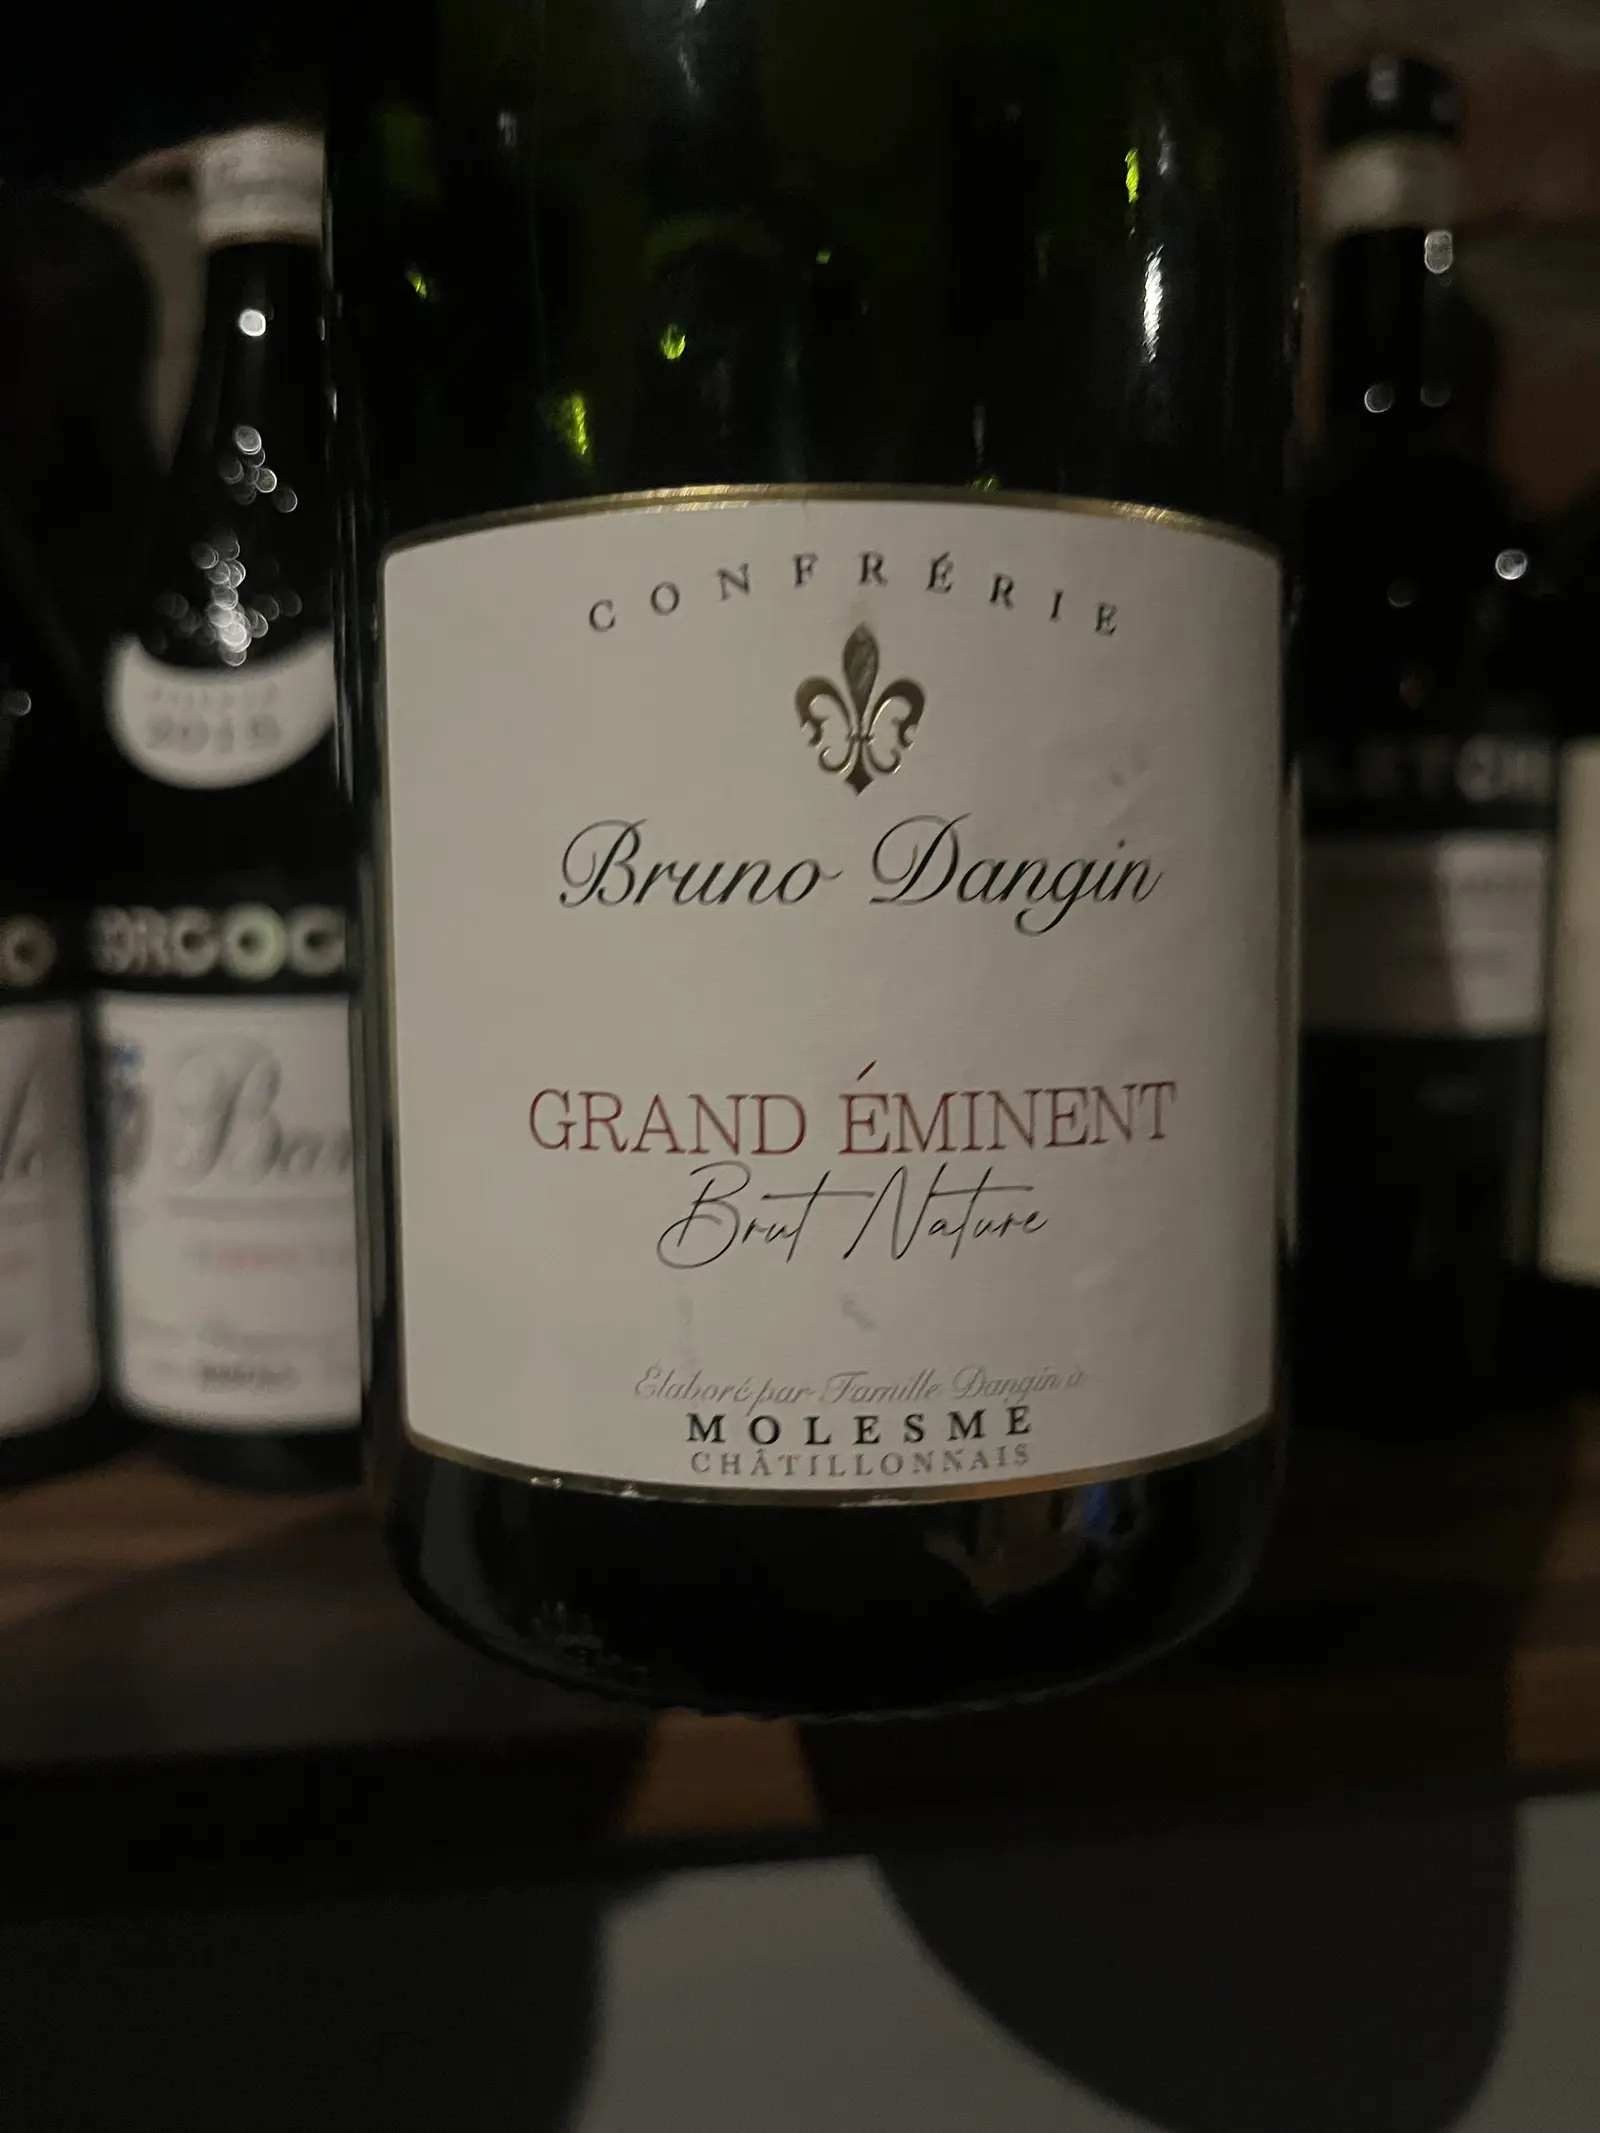 CONFRÉRIE
Bruno Dangin
GRAND ÉMINENT
Brut Nature
Élaboré par Famille Dangin à
MOLESME
CHÂTILLONNAIS